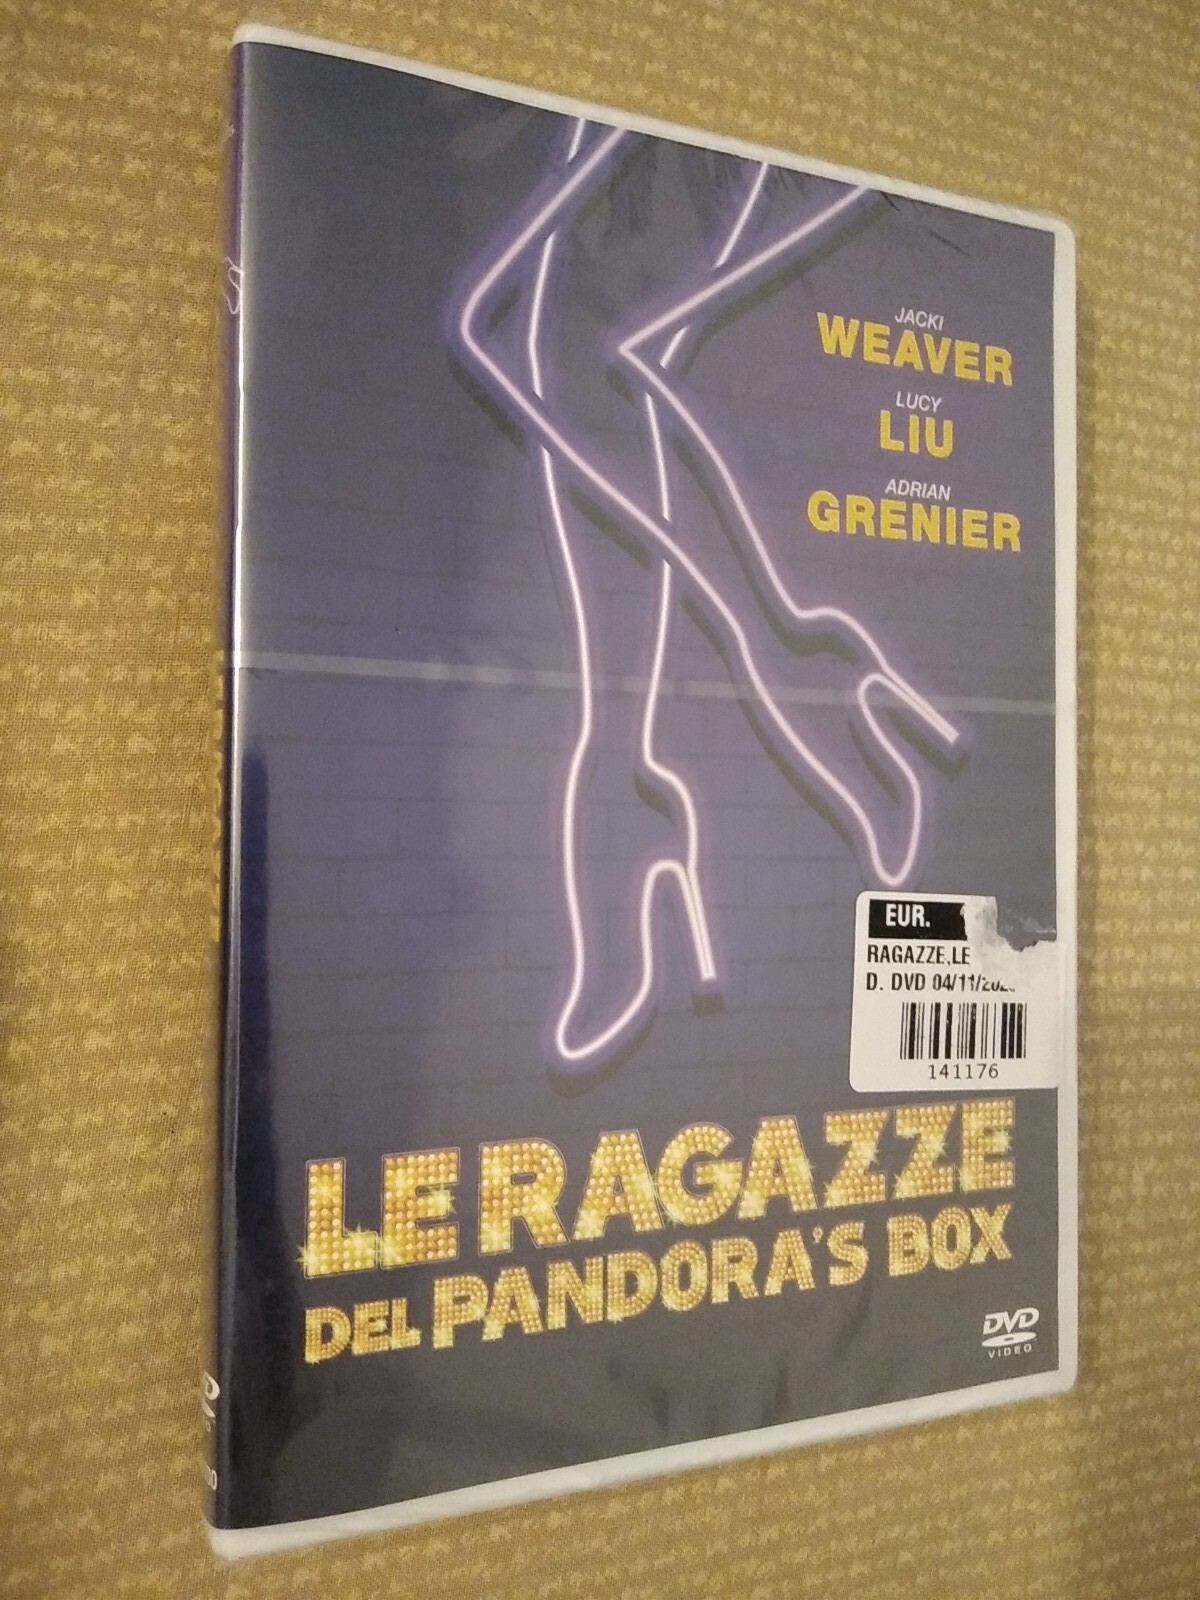 JACKI
WEAVER
LUCY
LIU
ADRIAN
GRENIER
EUR.
RAGAZZE,LE
D. DVD 04/11/
141176
LE RAGAZZE
DEL PANDORA'S BOX
DVD
VIDEO